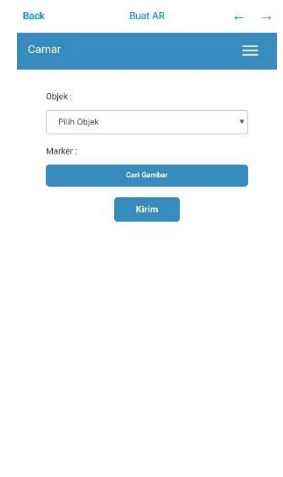 Back Buat AR ← →
Camar
Objek :
Pilih Objek
Marker :
Cari Gambar
Kirim